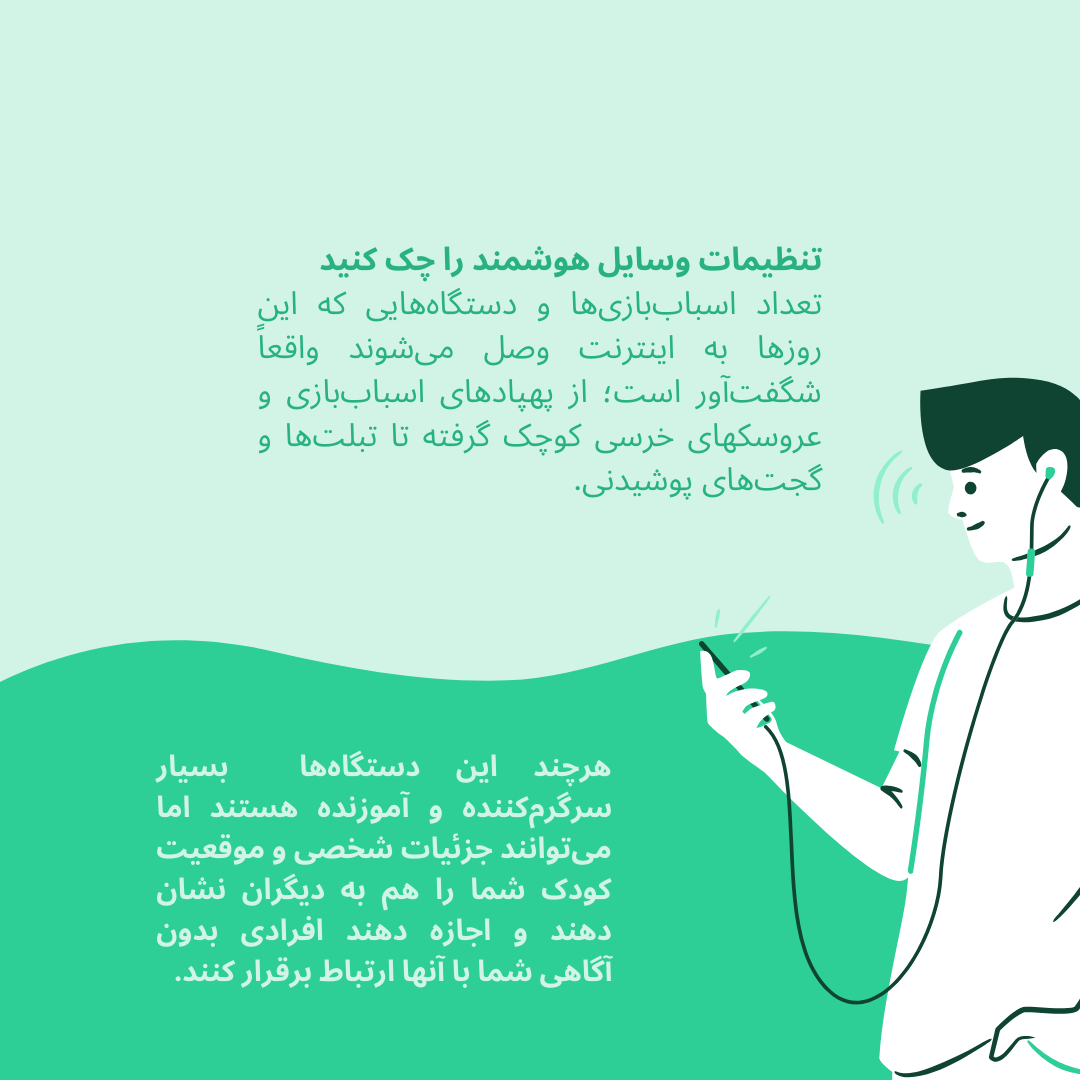 تنظیمات وسایل هوشمند را چک کنید
تعداد اسباب‌بازی‌ها و دستگاه‌هایی که این
روزها به اینترنت وصل می‌شوند واقعاً
شگفت‌آور است؛ از پهپادهای اسباب‌بازی و
عروسکهای خرسی کوچک گرفته تا تبلت‌ها و
گجت‌های پوشیدنی.
هرچند این دستگاه‌ها بسیار
سرگرم‌کننده و آموزنده هستند اما
می‌توانند جزئیات شخصی و موقعیت
کودک شما را هم به دیگران نشان
دهند و اجازه دهند افرادی بدون
آگاهی شما با آنها ارتباط برقرار کنند.